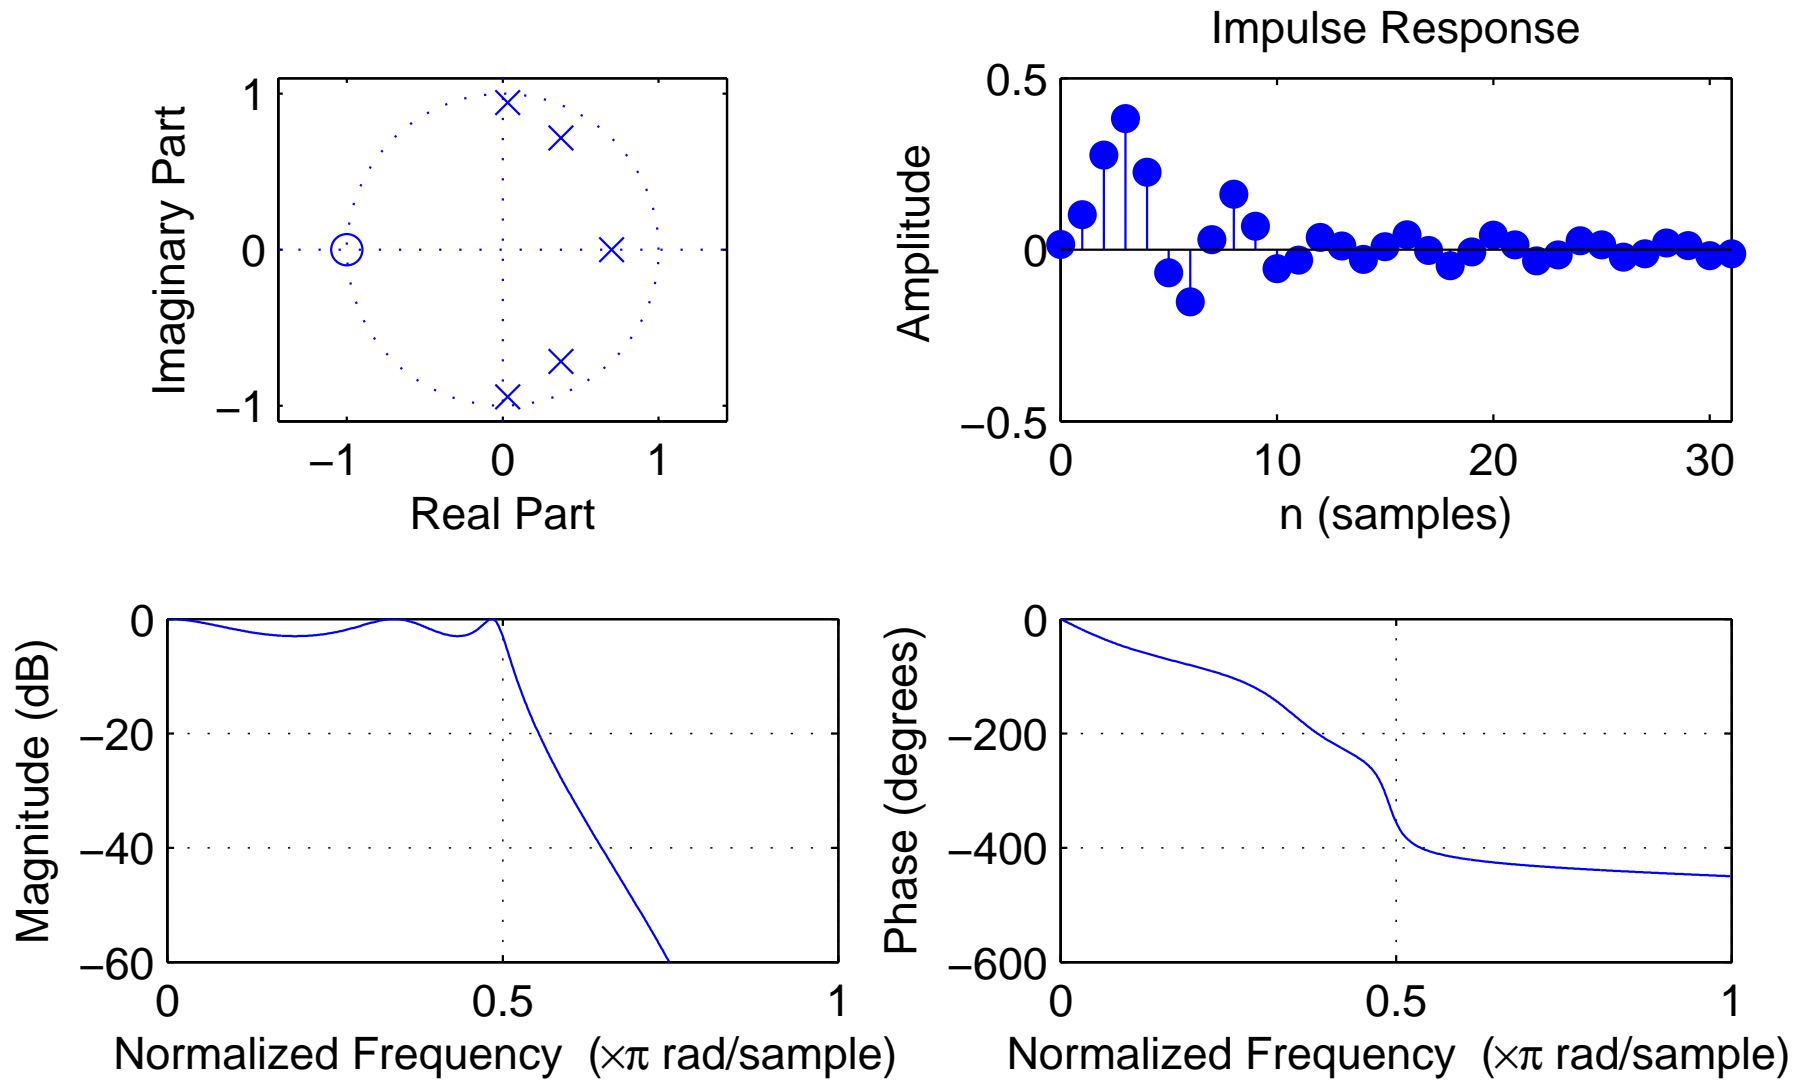 1
0
−1
−1 0 1
Real Part
Imaginary Part
Impulse Response
0.5
0
−0.5
0 10 20 30
n (samples)
Amplitude
0
−20
−40
−60
0 0.5 1
Normalized Frequency (×π rad/sample)
Magnitude (dB)
0
−200
−400
−600
0 0.5 1
Normalized Frequency (×π rad/sample)
Phase (degrees)